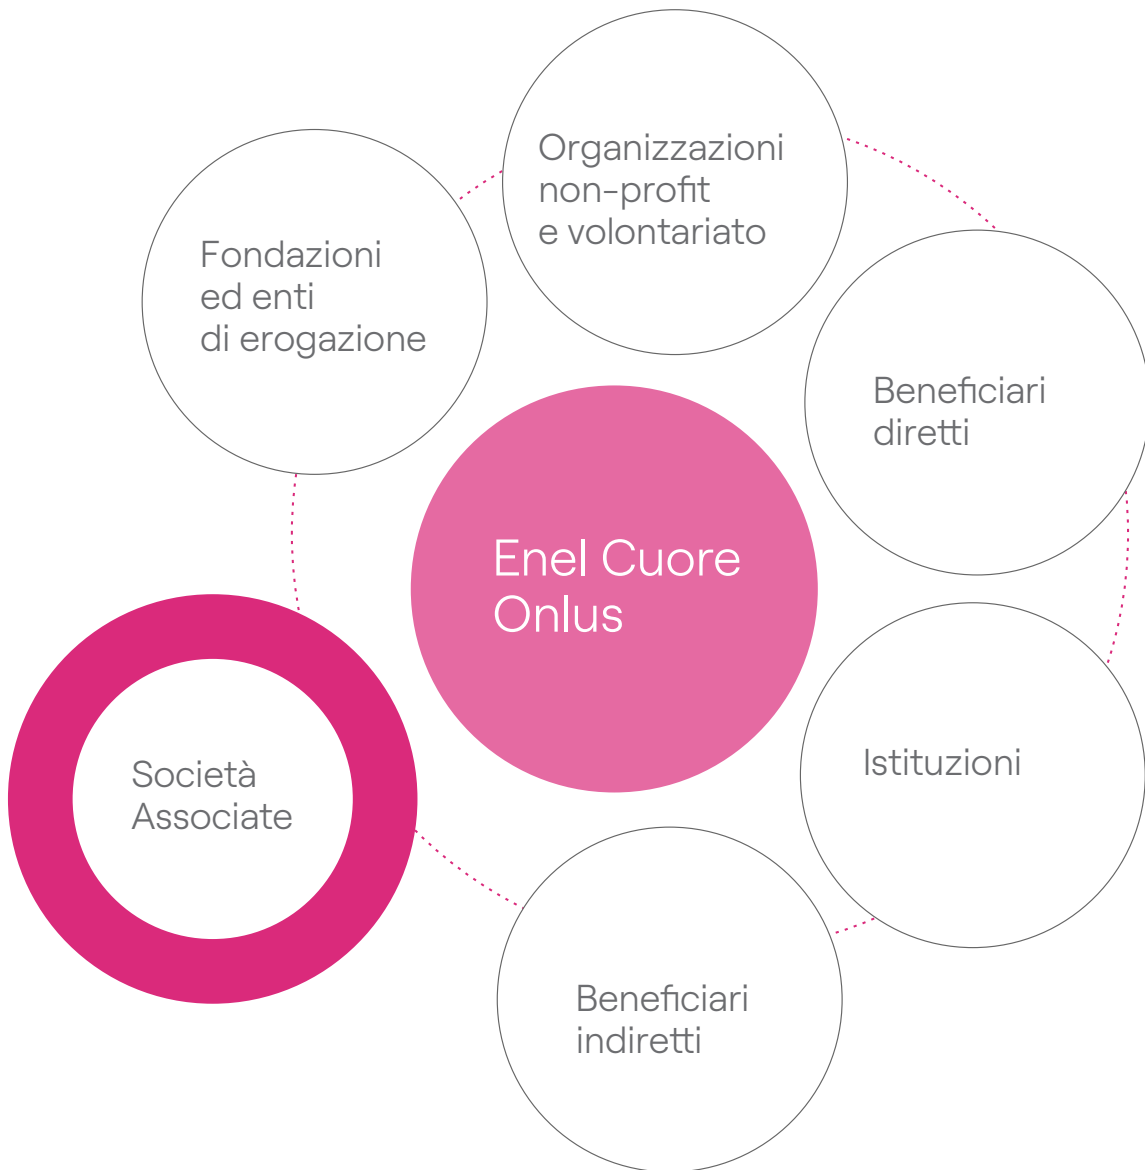 Organizzazioni
non-profit
e volontariato
Fondazioni
ed enti
di erogazione
Beneficiari
diretti
Enel Cuore
Onlus
Società
Associate
Istituzioni
Beneficiari
indiretti